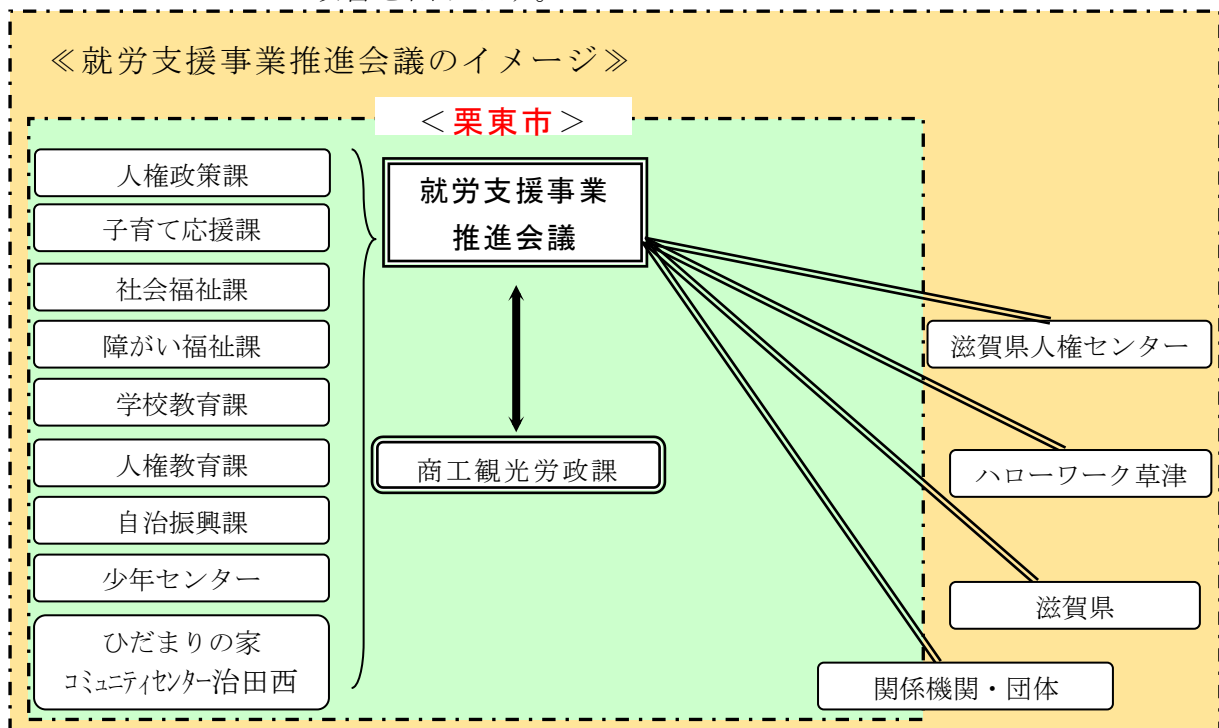 ≪就労支援事業推進会議のイメージ≫
＜栗東市＞
人権政策課
子育て応援課
社会福祉課
障がい福祉課
学校教育課
人権教育課
自治振興課
少年センター
ひだまりの家
コミュニティセンター治田西
就労支援事業
推進会議
商工観光労政課
滋賀県人権センター
ハローワーク草津
滋賀県
関係機関・団体